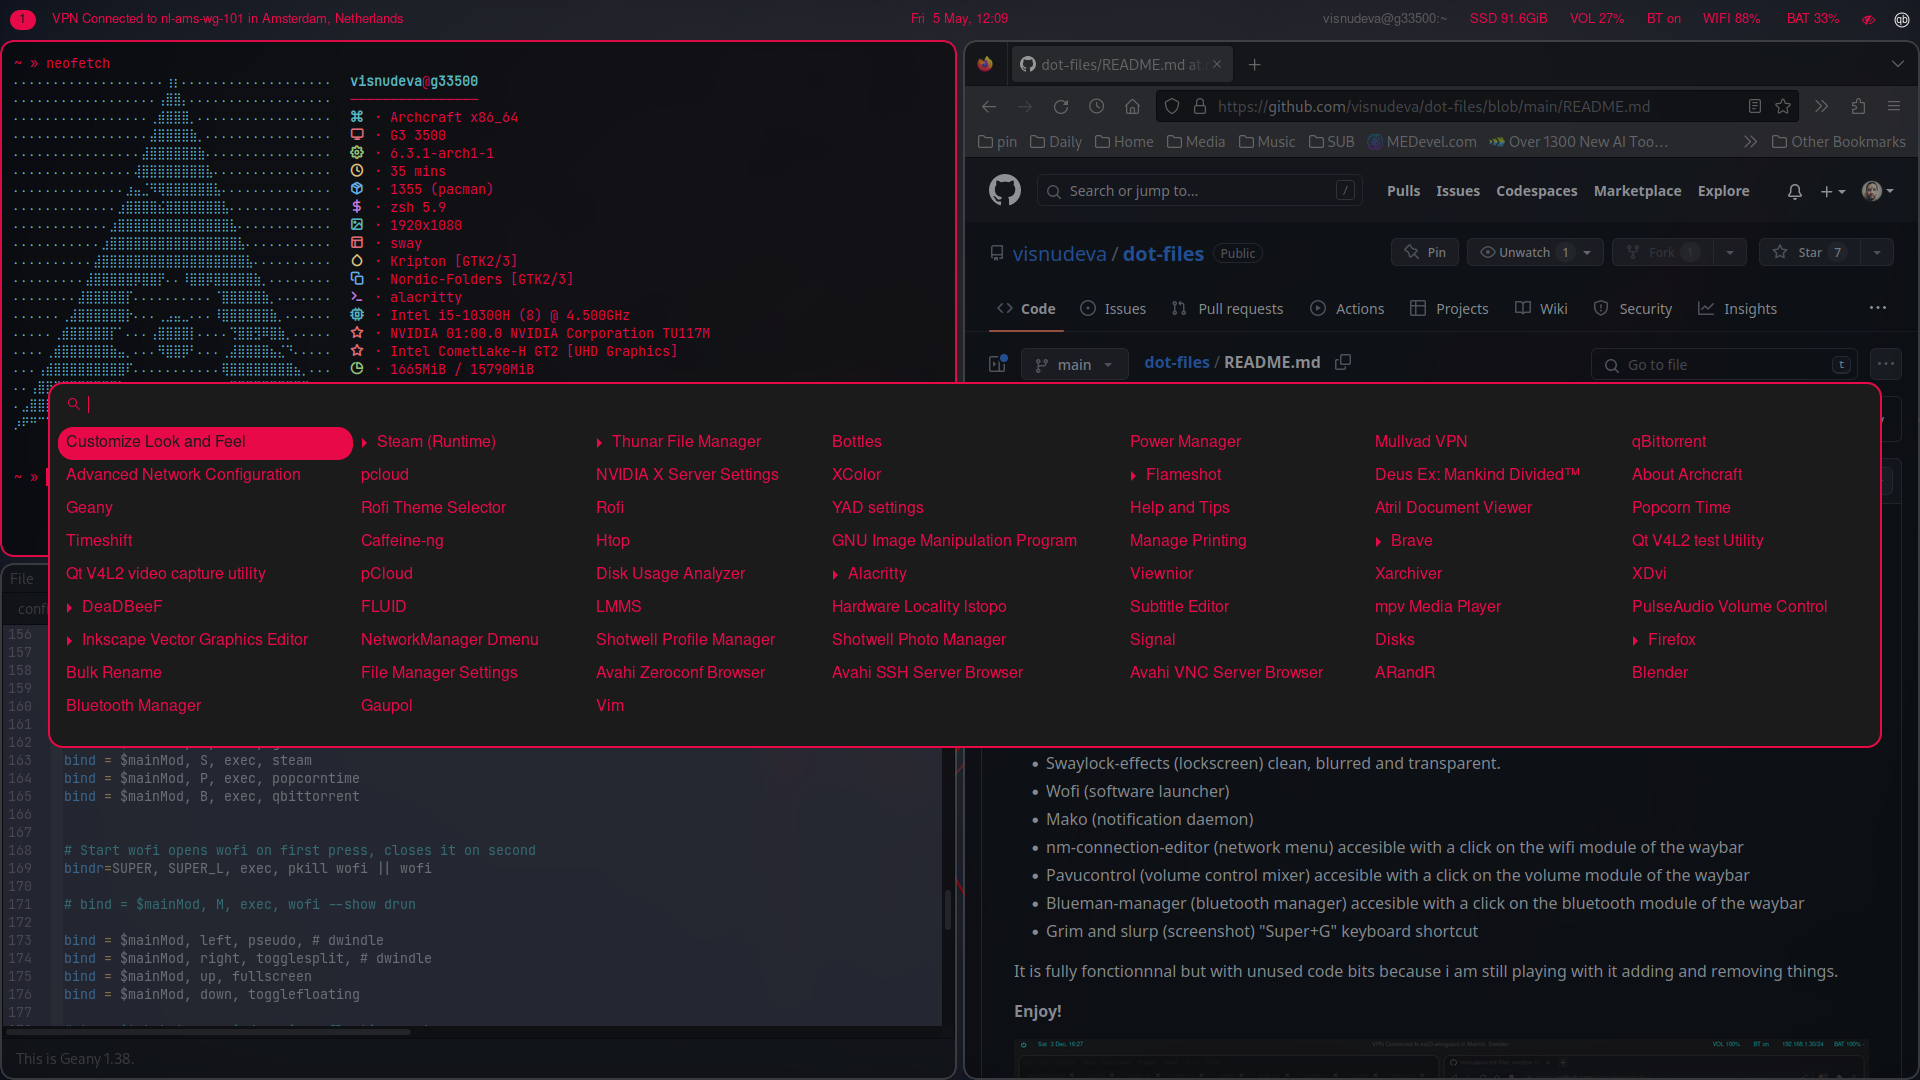 1 VPN Connected to nl-ams-wg-101 in Amsterdam, Netherlands
Fri 5 May, 12:09
visnudeva@g33500:~ SSD 91.6GiB VOL 27% BT on WIFI 88% BAT 33% qb
~ » neofetch
visnudeva@g33500
· Archcraft x86_64
· G3 3500
· 6.3.1-arch1-1
· 35 mins
· 1355 (pacman)
· zsh 5.9
· 1920x1080
· sway
· Kripton [GTK2/3]
· Nordic-Folders [GTK2/3]
· alacritty
· Intel i5-10300H (8) @ 4.500GHz
· NVIDIA 01:00.0 NVIDIA Corporation TU117M
· Intel CometLake-H GT2 [UHD Graphics]
· 1665MiB / 15790MiB
~ »
dot-files/README.md at
https://github.com/visnudeva/dot-files/blob/main/README.md
pin Daily Home Media Music SUB MEDevel.com Over 1300 New AI Too… Other Bookmarks
Search or jump to... / Pulls Issues Codespaces Marketplace Explore
visnudeva / dot-files Public Pin Unwatch 1 Fork 1 Star 7
Code Issues Pull requests Actions Projects Wiki Security Insights
main dot-files / README.md Go to file t
Customize Look and Feel Steam (Runtime) Thunar File Manager Bottles Power Manager Mullvad VPN qBittorrent
Advanced Network Configuration pcloud NVIDIA X Server Settings XColor Flameshot Deus Ex: Mankind Divided™ About Archcraft
Geany Rofi Theme Selector Rofi YAD settings Help and Tips Atril Document Viewer Popcorn Time
Timeshift Caffeine-ng Htop GNU Image Manipulation Program Manage Printing Brave Qt V4L2 test Utility
Qt V4L2 video capture utility pCloud Disk Usage Analyzer Alacritty Viewnior Xarchiver XDvi
DeaDBeeF FLUID LMMS Hardware Locality lstopo Subtitle Editor mpv Media Player PulseAudio Volume Control
Inkscape Vector Graphics Editor NetworkManager Dmenu Shotwell Profile Manager Shotwell Photo Manager Signal Disks Firefox
Bulk Rename File Manager Settings Avahi Zeroconf Browser Avahi SSH Server Browser Avahi VNC Server Browser ARandR Blender
Bluetooth Manager Gaupol Vim
File
conf
156
157
158
159
160
161
162
163 bind = $mainMod, S, exec, steam
164 bind = $mainMod, P, exec, popcorntime
165 bind = $mainMod, B, exec, qbittorrent
166
167
168 # Start wofi opens wofi on first press, closes it on second
169 bindr=SUPER, SUPER_L, exec, pkill wofi || wofi
170
171 # bind = $mainMod, M, exec, wofi --show drun
172
173 bind = $mainMod, left, pseudo, # dwindle
174 bind = $mainMod, right, togglesplit, # dwindle
175 bind = $mainMod, up, fullscreen
176 bind = $mainMod, down, togglefloating
177
This is Geany 1.38.
• Swaylock-effects (lockscreen) clean, blurred and transparent.
• Wofi (software launcher)
• Mako (notification daemon)
• nm-connection-editor (network menu) accesible with a click on the wifi module of the waybar
• Pavucontrol (volume control mixer) accesible with a click on the volume module of the waybar
• Blueman-manager (bluetooth manager) accesible with a click on the bluetooth module of the waybar
• Grim and slurp (screenshot) "Super+G" keyboard shortcut
It is fully fonctionnnal but with unused code bits because i am still playing with it adding and removing things.
Enjoy!
Sat 3 Dec, 16:27
VOL 100% BT on 192.168.1.30/24 BAT 100%